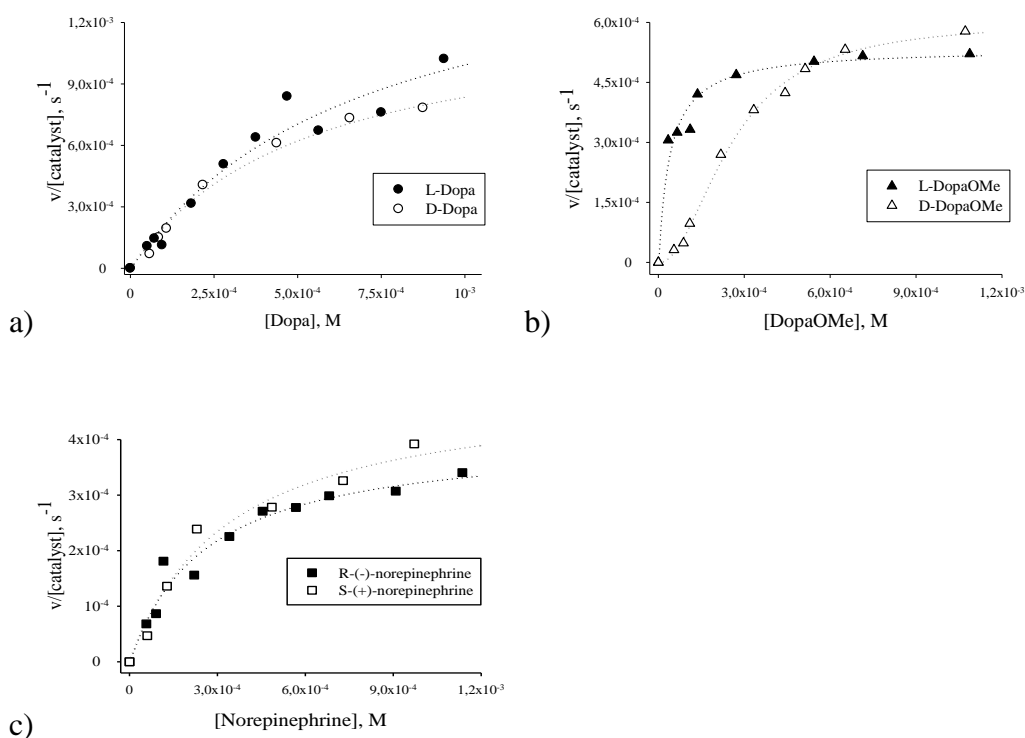 1,2x10⁻³
9,0x10⁻⁴
6,0x10⁻⁴
3,0x10⁻⁴
0
v/[catalyst], s⁻¹
L-Dopa
D-Dopa
0 2,5x10⁻⁴ 5,0x10⁻⁴ 7,5x10⁻⁴ 10⁻³
[Dopa], M
a)
6,0x10⁻⁴
4,5x10⁻⁴
3,0x10⁻⁴
1,5x10⁻⁴
0
v/[catalyst], s⁻¹
L-DopaOMe
D-DopaOMe
0 3,0x10⁻⁴ 6,0x10⁻⁴ 9,0x10⁻⁴ 1,2x10⁻³
[DopaOMe], M
b)
4x10⁻⁴
3x10⁻⁴
2x10⁻⁴
10⁻⁴
0
v/[catalyst], s⁻¹
R-(-)-norepinephrine
S-(+)-norepinephrine
0 3,0x10⁻⁴ 6,0x10⁻⁴ 9,0x10⁻⁴ 1,2x10⁻³
[Norepinephrine], M
c)